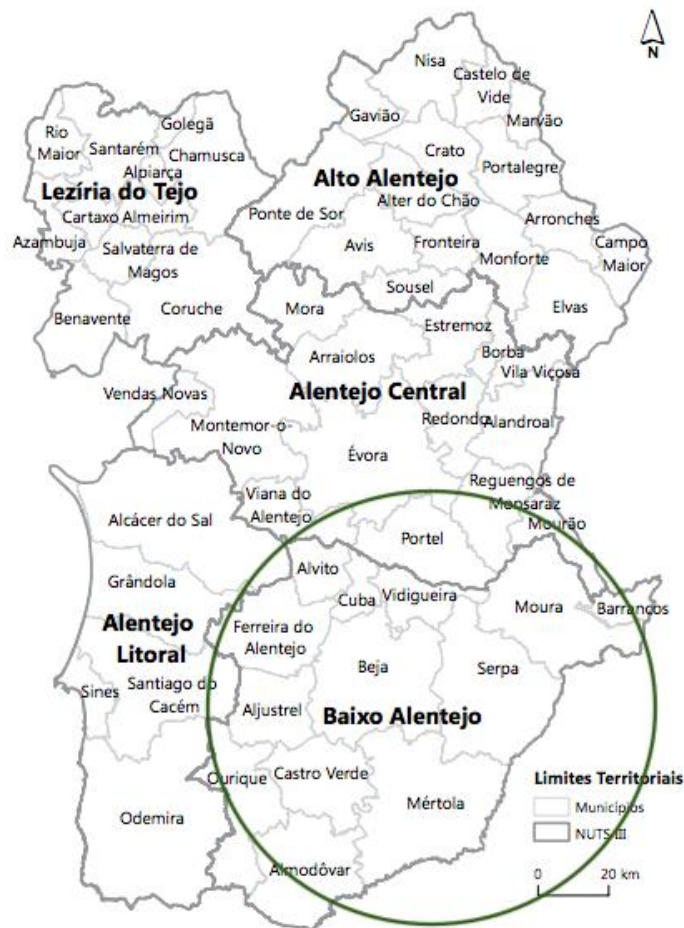 N
Nisa
Castelo de
Vide
Gavião
Marvão
Golegã
Rio
Maior
Santarém
Chamusca
Crato
Portalegre
Alpiarça
Lezíria do Tejo
Alto Alentejo
Alter do Chão
Ponte de Sor
Cartaxo
Almeirim
Arronches
Azambuja
Salvaterra de
Magos
Avis
Fronteira
Monforte
Campo
Maior
Sousel
Benavente
Coruche
Mora
Elvas
Estremoz
Arraiolos
Borba
Vila Viçosa
Vendas Novas
Alentejo Central
Montemor-o-
Novo
Redondo
Alandroal
Évora
Viana do
Alentejo
Reguengos de
Monsaraz
Mourão
Alcácer do Sal
Portel
Alvito
Grândola
Cuba
Vidigueira
Moura
Barrancos
Alentejo
Litoral
Ferreira do
Alentejo
Beja
Serpa
Sines
Santiago do
Cacém
Aljustrel
Baixo Alentejo
Ourique
Castro Verde
Limites Territoriais
Municípios
NUTS III
Odemira
Mértola
Almodôvar
0
20 km